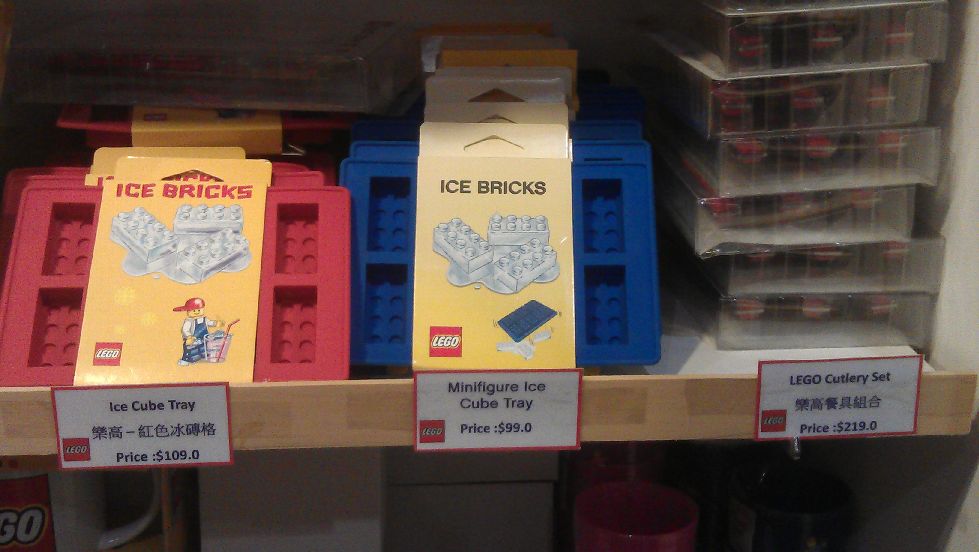 ICE BRICKS
LEGO
ICE BRICKS
LEGO
Ice Cube Tray
樂高－紅色冰磚格
LEGO
Price :$109.0
Minifigure Ice
Cube Tray
LEGO
Price :$99.0
LEGO Cutlery Set
樂高餐具組合
LEGO
Price :$219.0
GO